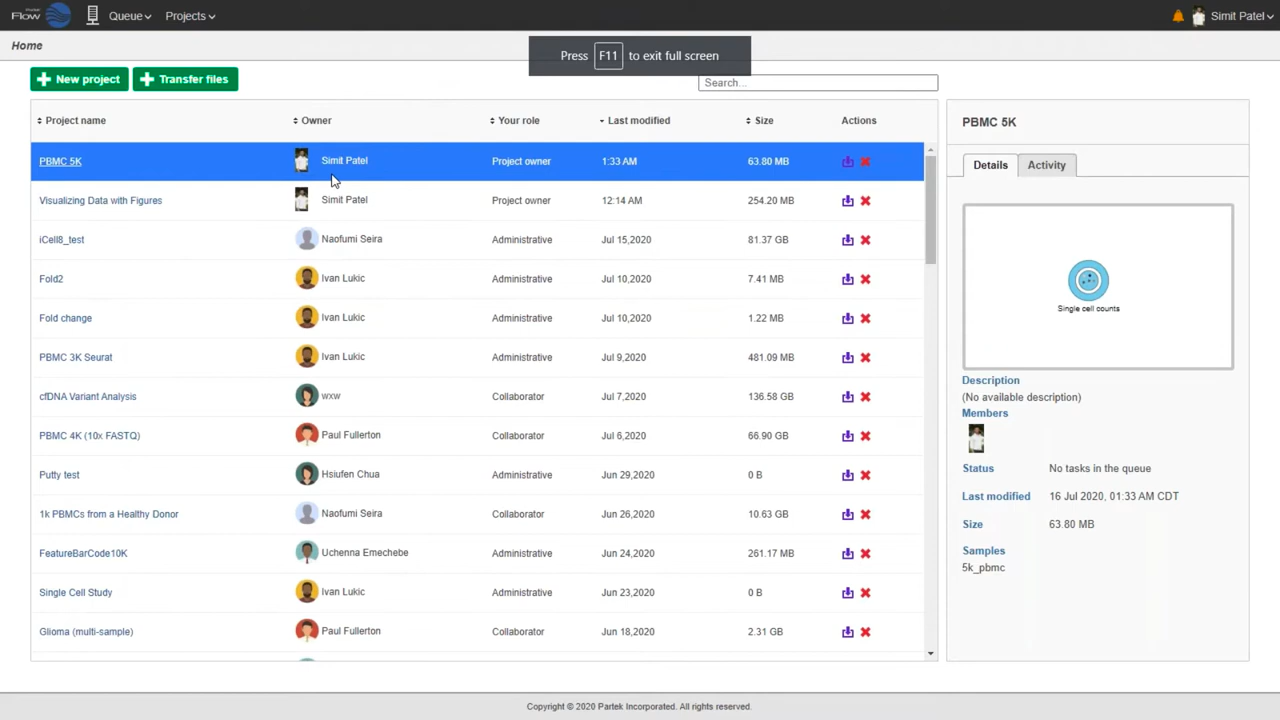 Partek
Flow Queue Projects Simit Patel
Home
Press F11 to exit full screen
New project Transfer files Search...
Project name Owner Your role Last modified Size Actions
PBMC 5K Simit Patel Project owner 1:33 AM 63.80 MB
Visualizing Data with Figures Simit Patel Project owner 12:14 AM 254.20 MB
iCell8_test Naofumi Seira Administrative Jul 15,2020 81.37 GB
Fold2 Ivan Lukic Administrative Jul 10,2020 7.41 MB
Fold change Ivan Lukic Administrative Jul 10,2020 1.22 MB
PBMC 3K Seurat Ivan Lukic Administrative Jul 9,2020 481.09 MB
cfDNA Variant Analysis wxw Collaborator Jul 7,2020 136.58 GB
PBMC 4K (10x FASTQ) Paul Fullerton Collaborator Jul 6,2020 66.90 GB
Putty test Hsiufen Chua Administrative Jun 29,2020 0 B
1k PBMCs from a Healthy Donor Naofumi Seira Collaborator Jun 26,2020 10.63 GB
FeatureBarCode10K Uchenna Emechebe Administrative Jun 24,2020 261.17 MB
Single Cell Study Ivan Lukic Administrative Jun 23,2020 0 B
Glioma (multi-sample) Paul Fullerton Collaborator Jun 18,2020 2.31 GB
PBMC 5K
Details Activity
Single cell counts
Description
(No available description)
Members
Status No tasks in the queue
Last modified 16 Jul 2020, 01:33 AM CDT
Size 63.80 MB
Samples
5k_pbmc
Copyright © 2020 Partek Incorporated. All rights reserved.